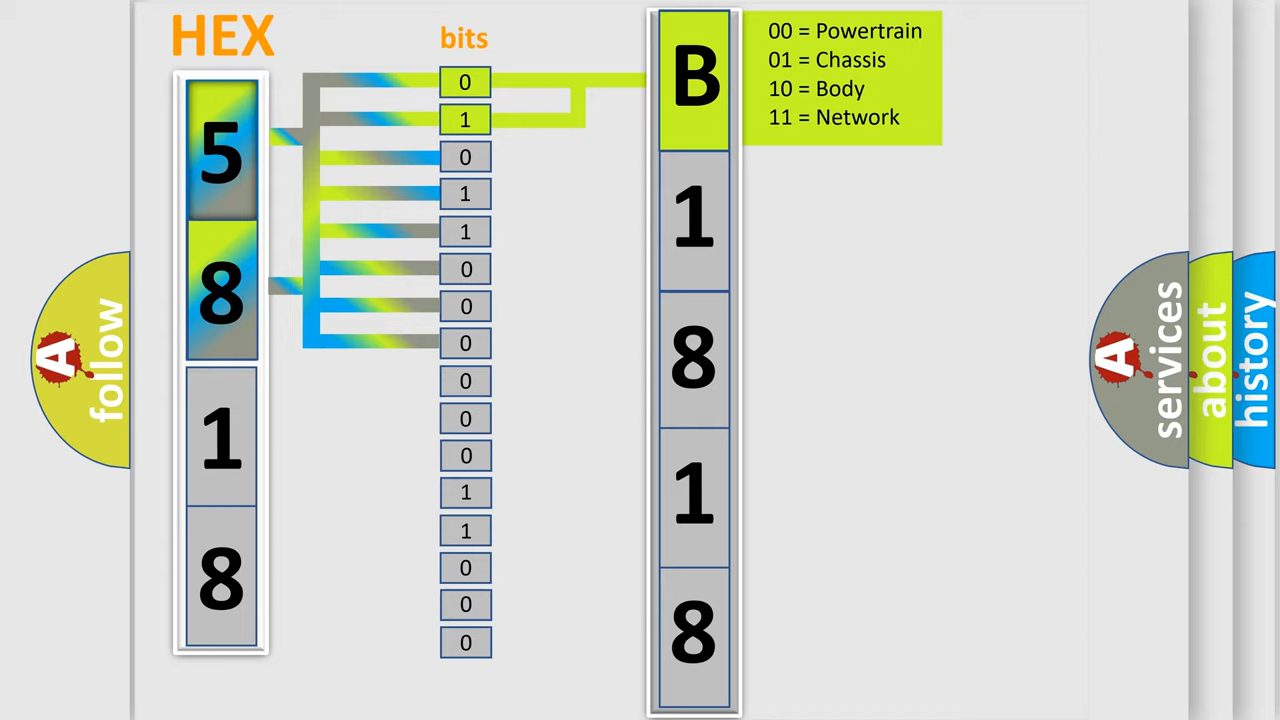 HEX
bits
5
8
1
8
0
1
0
1
1
0
0
0
0
0
0
1
1
0
0
0
B
1
8
1
8
00 = Powertrain
01 = Chassis
10 = Body
11 = Network
A
follow
A
services
about
history